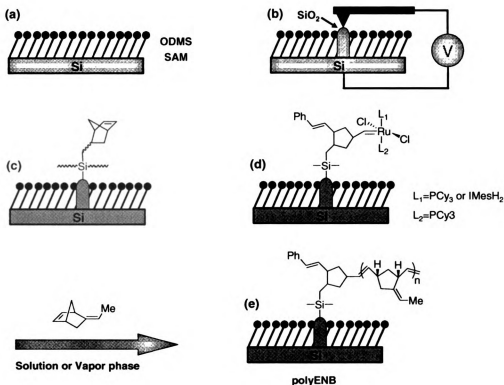 (a)
ODMS
SAM
Si
(b)
SiO2
V
Si
(c)
Si
Si
Ph
Cl
L1
Ru
Cl
L2
(d)
Si
Si
L1=PCy3 or IMesH2
L2=PCy3
Me
Solution or Vapor phase
(e)
Ph
H
H
n
Me
Si
Si
polyENB